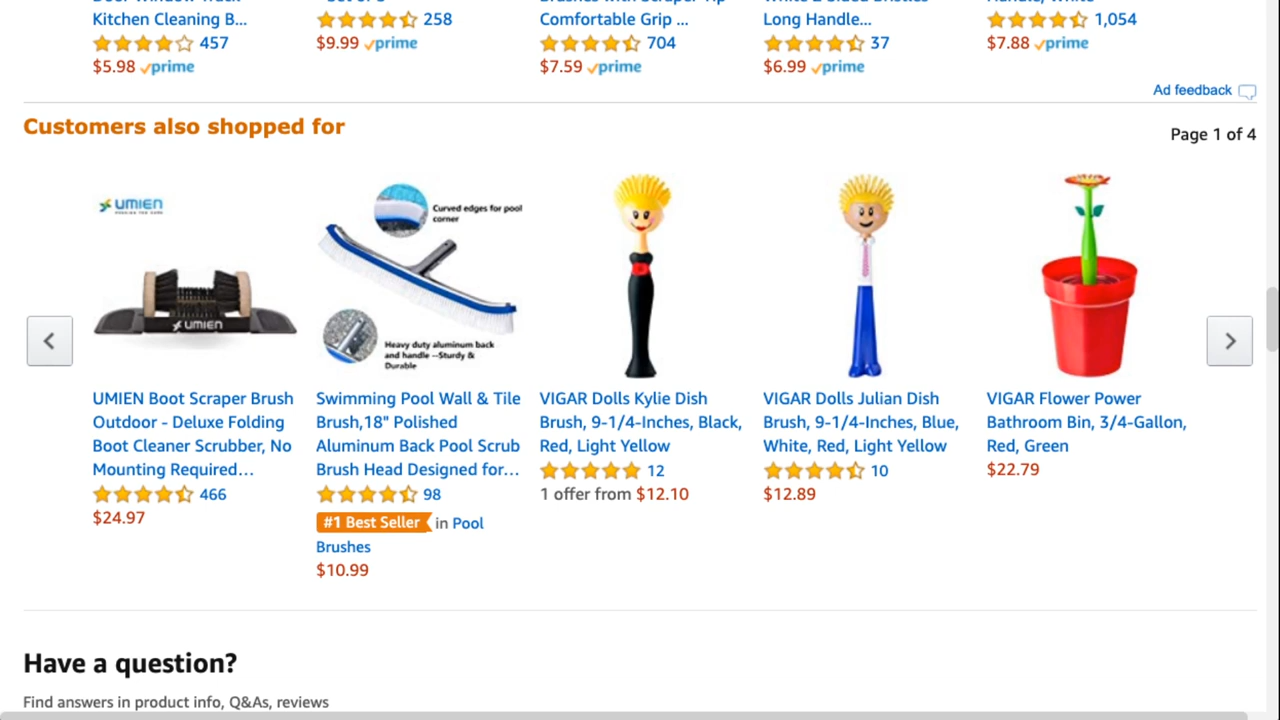 Kitchen Cleaning B...
457
$5.98 prime
258
$9.99 prime
Comfortable Grip ...
704
$7.59 prime
Long Handle...
37
$6.99 prime
1,054
$7.88 prime
Ad feedback
Customers also shopped for
Page 1 of 4
UMIEN
UMIEN
Curved edges for pool
corner
Heavy duty aluminum back
and handle --Sturdy &
Durable
UMIEN Boot Scraper Brush
Outdoor - Deluxe Folding
Boot Cleaner Scrubber, No
Mounting Required...
466
$24.97
Swimming Pool Wall & Tile
Brush,18" Polished
Aluminum Back Pool Scrub
Brush Head Designed for...
98
#1 Best Seller in Pool
Brushes
$10.99
VIGAR Dolls Kylie Dish
Brush, 9-1/4-Inches, Black,
Red, Light Yellow
12
1 offer from $12.10
VIGAR Dolls Julian Dish
Brush, 9-1/4-Inches, Blue,
White, Red, Light Yellow
10
$12.89
VIGAR Flower Power
Bathroom Bin, 3/4-Gallon,
Red, Green
$22.79
Have a question?
Find answers in product info, Q&As, reviews